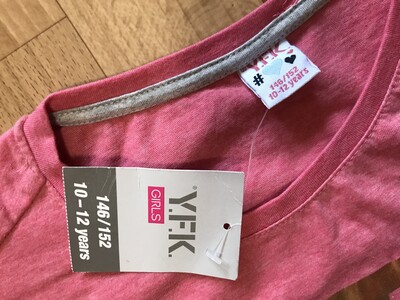 Y.F.K.
#
146/152
10-12 years
Y.F.K.®
GIRLS
146/152
10 – 12 years